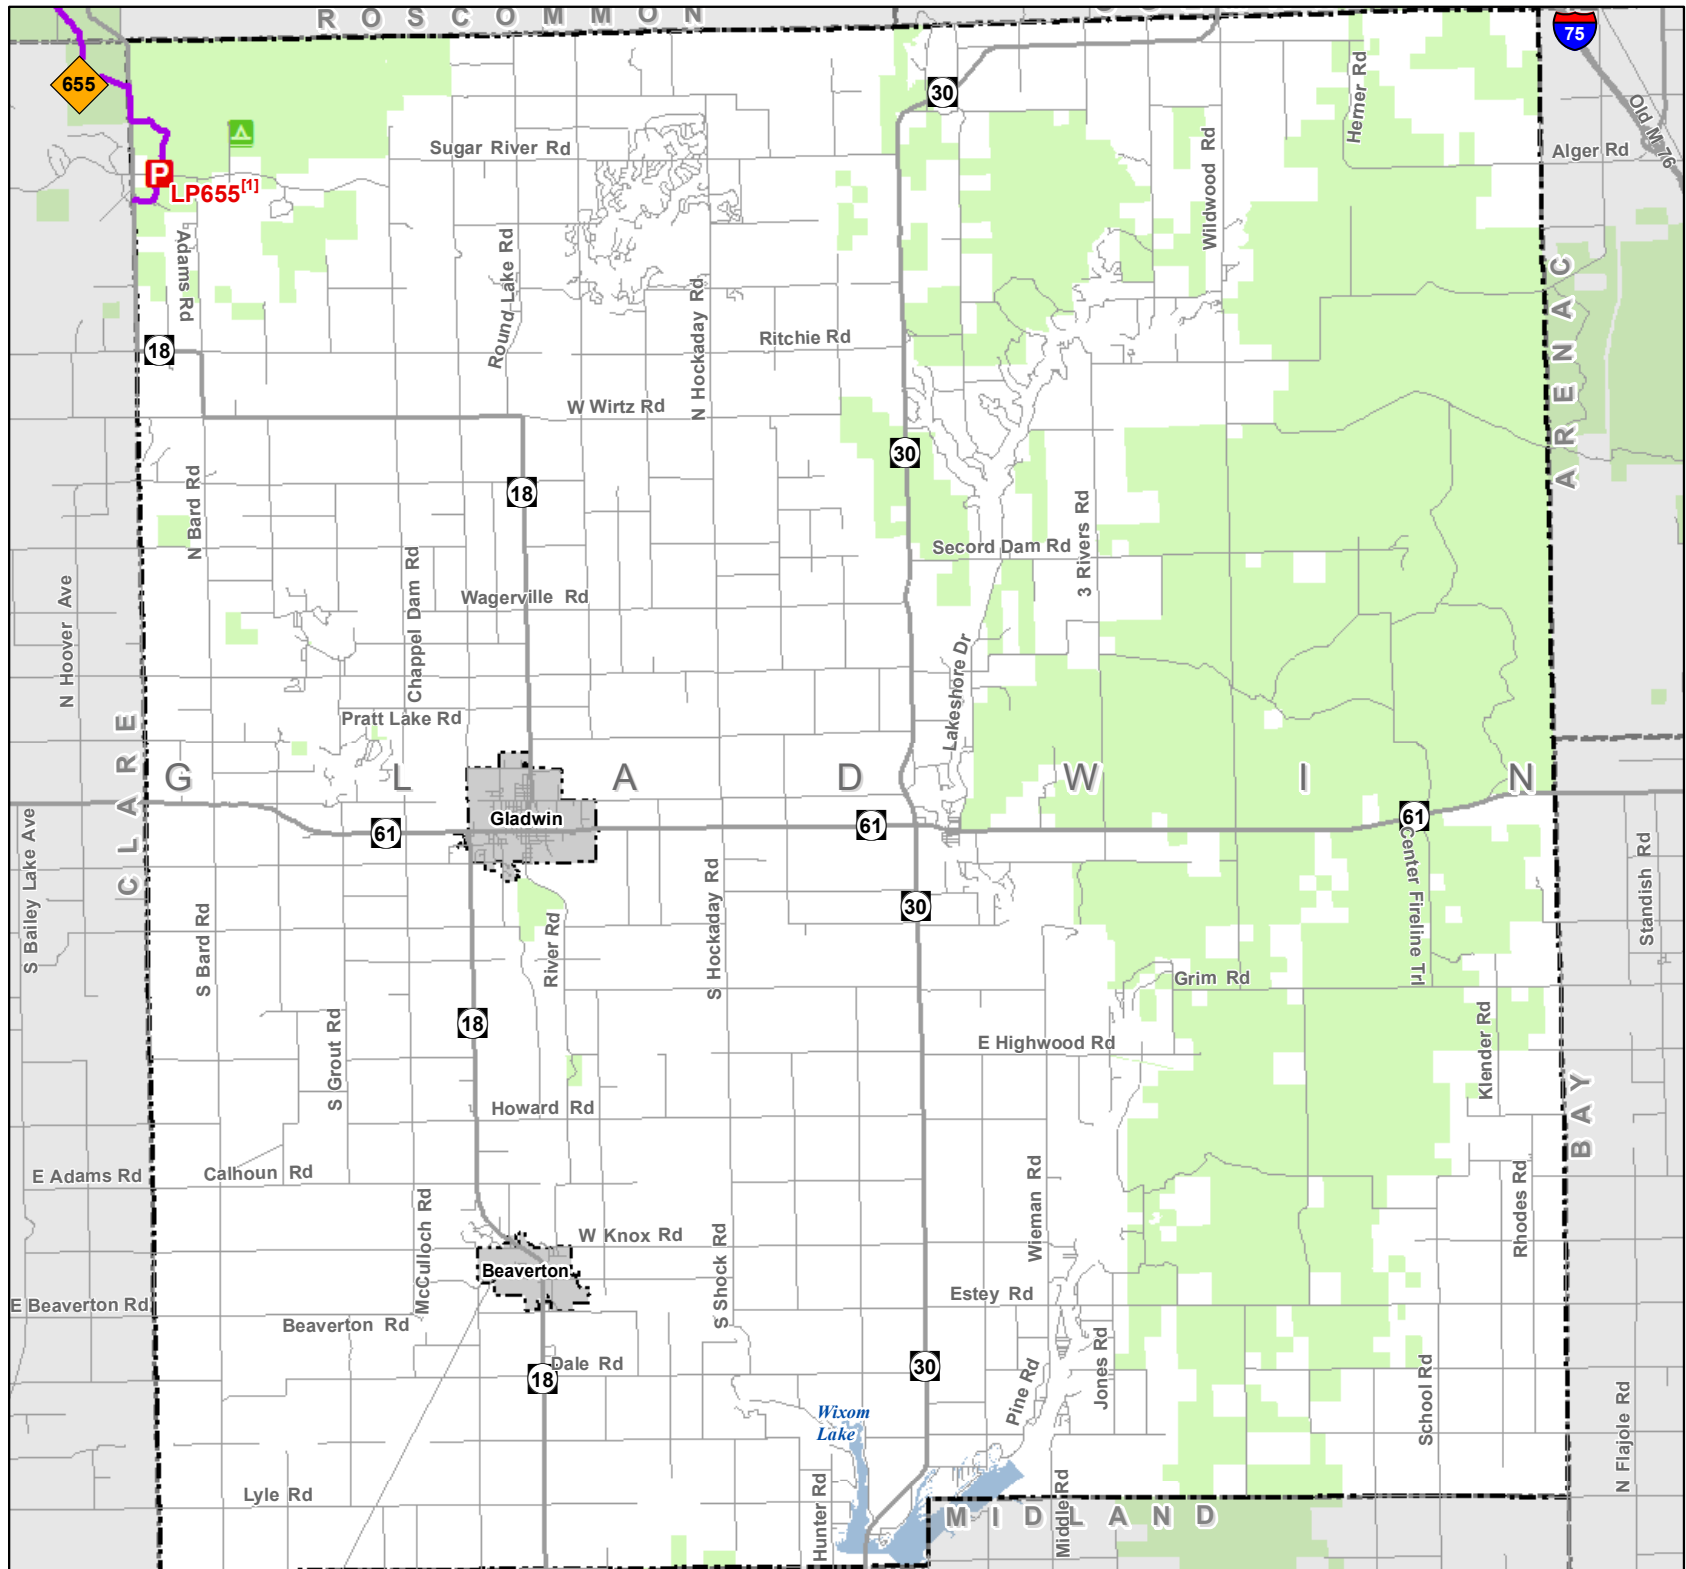 ROSCOMMON
75
655
30
Herner Rd
Old M 76
Alger Rd
Sugar River Rd
Wildwood Rd
P
LP655[1]
Adams Rd
Round Lake Rd
N Hockaday Rd
ARENAC
Ritchie Rd
18
W Wirtz Rd
30
N Bard Rd
18
3 Rivers Rd
Secord Dam Rd
Chappel Dam Rd
N Hoover Ave
Wagerville Rd
Lakeshore Dr
Pratt Lake Rd
CLARE
GLADWIN
Gladwin
61
61
61
S Bailey Lake Ave
Center Fireline Trl
Standish Rd
S Bard Rd
River Rd
S Hockaday Rd
30
Grim Rd
18
S Grout Rd
E Highwood Rd
Klender Rd
BAY
Howard Rd
E Adams Rd
Calhoun Rd
McCulloch Rd
Wieman Rd
Rhodes Rd
W Knox Rd
S Shock Rd
Beaverton
E Beaverton Rd
Estey Rd
Beaverton Rd
Jones Rd
Dale Rd
18
30
Pine Rd
School Rd
N Flajole Rd
Wixom
Lake
Lyle Rd
Hunter Rd
Middle Rd
MIDLAND